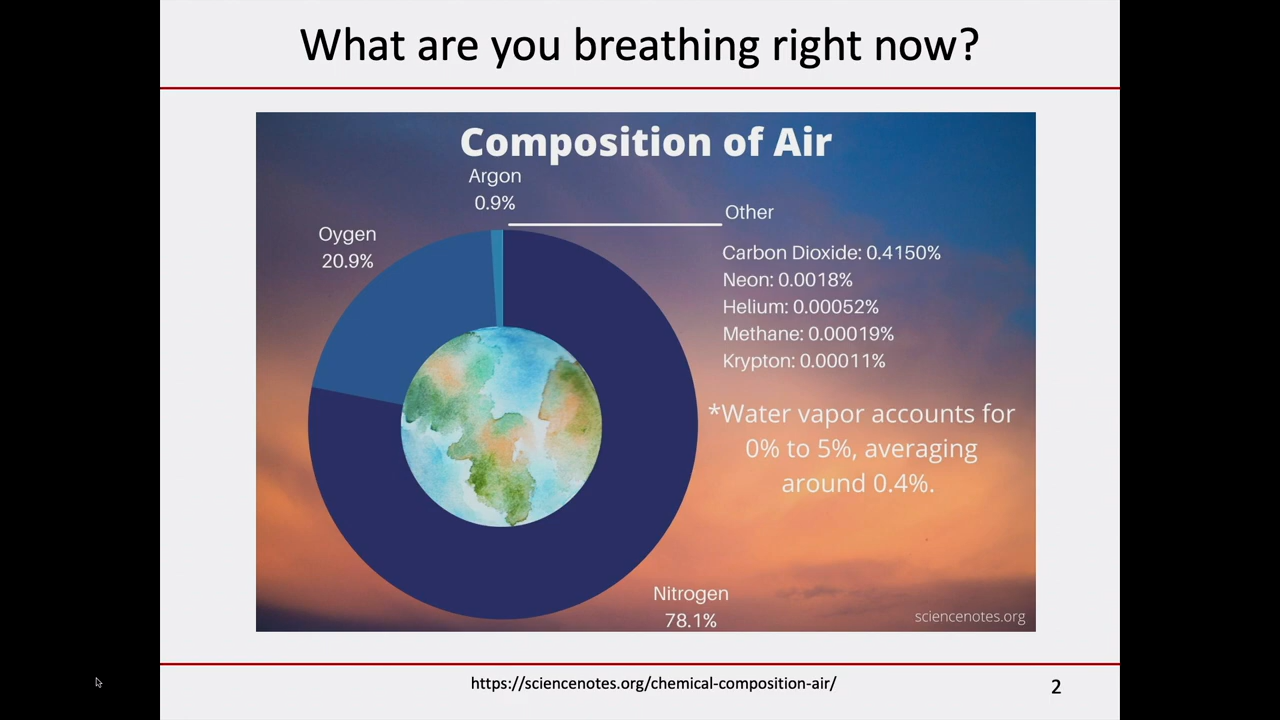 What are you breathing right now?
Composition of Air
Argon
0.9%
Other
Oygen
20.9%
Carbon Dioxide: 0.4150%
Neon: 0.0018%
Helium: 0.00052%
Methane: 0.00019%
Krypton: 0.00011%
*Water vapor accounts for
0% to 5%, averaging
around 0.4%.
Nitrogen
78.1%
sciencenotes.org
https://sciencenotes.org/chemical-composition-air/
2